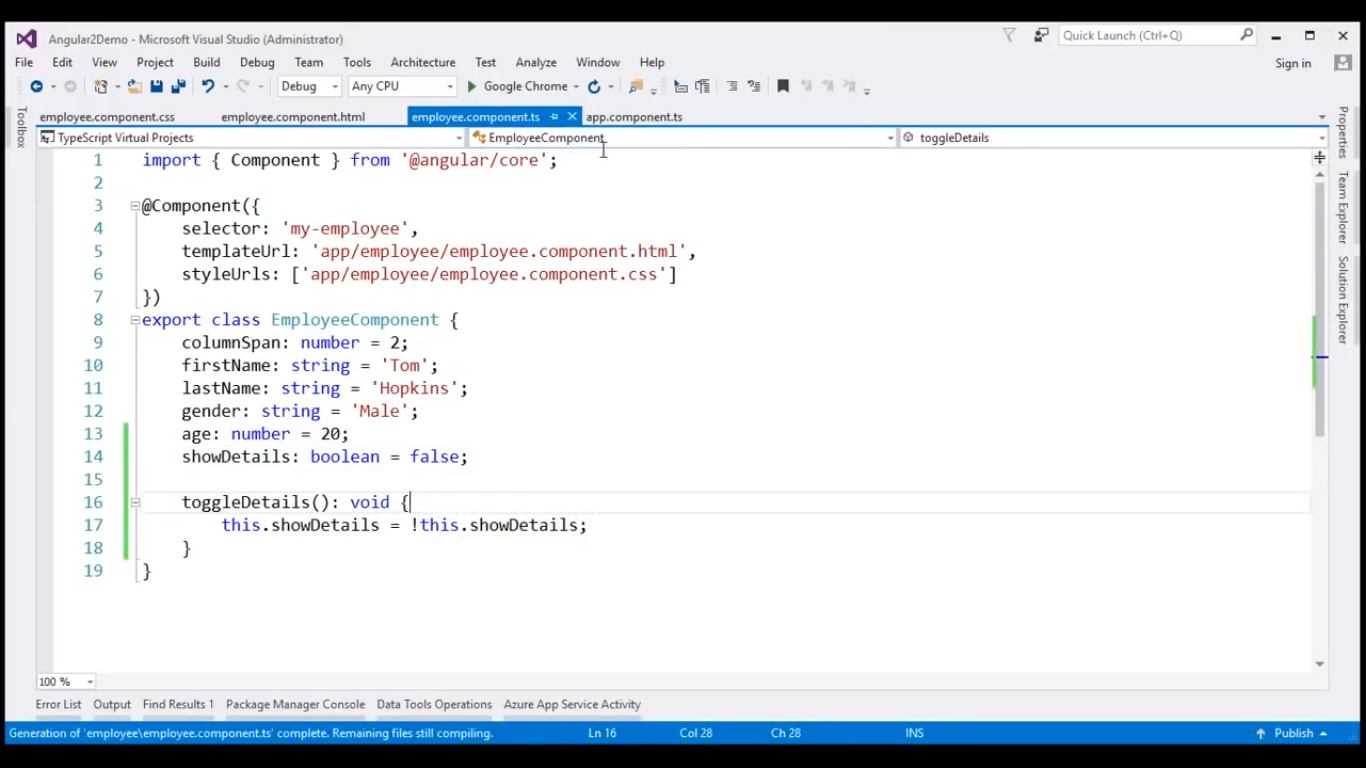 Angular2Demo - Microsoft Visual Studio (Administrator)
Quick Launch (Ctrl+Q)
File Edit View Project Build Debug Team Tools Architecture Test Analyze Window Help
Sign in
Debug Any CPU Google Chrome
employee.component.css employee.component.html employee.component.ts app.component.ts
TypeScript Virtual Projects EmployeeComponent toggleDetails
Toolbox
Properties
Team Explorer
Solution Explorer
1 import { Component } from '@angular/core';
2
3 @Component({
4 selector: 'my-employee',
5 templateUrl: 'app/employee/employee.component.html',
6 styleUrls: ['app/employee/employee.component.css']
7 })
8 export class EmployeeComponent {
9 columnSpan: number = 2;
10 firstName: string = 'Tom';
11 lastName: string = 'Hopkins';
12 gender: string = 'Male';
13 age: number = 20;
14 showDetails: boolean = false;
15
16 toggleDetails(): void {
17 this.showDetails = !this.showDetails;
18 }
19 }
100 %
Error List Output Find Results 1 Package Manager Console Data Tools Operations Azure App Service Activity
Generation of 'employee\employee.component.ts' complete. Remaining files still compiling. Ln 16 Col 28 Ch 28 INS Publish